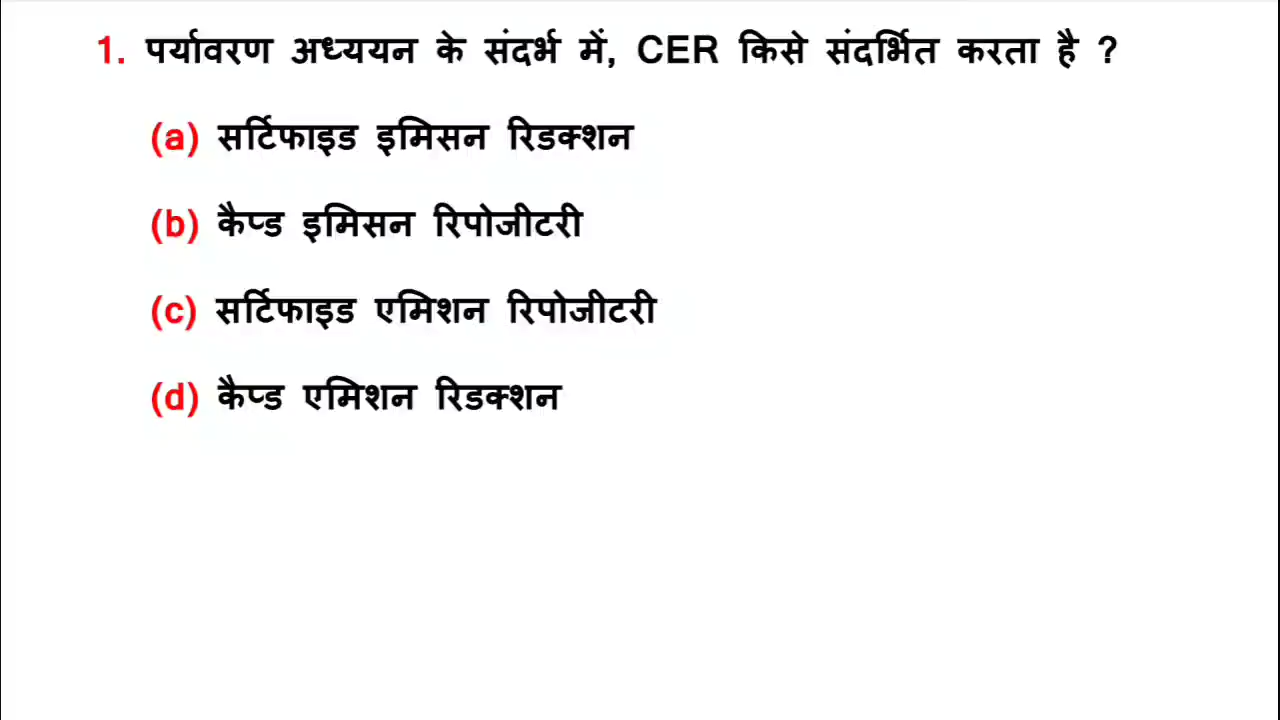 1. पर्यावरण अध्ययन के संदर्भ में, CER किसे संदर्भित करता है ?
(a) सर्टिफाइड इमिसन रिडक्शन
(b) कैप्ड इमिसन रिपोजीटरी
(c) सर्टिफाइड एमिशन रिपोजीटरी
(d) कैप्ड एमिशन रिडक्शन